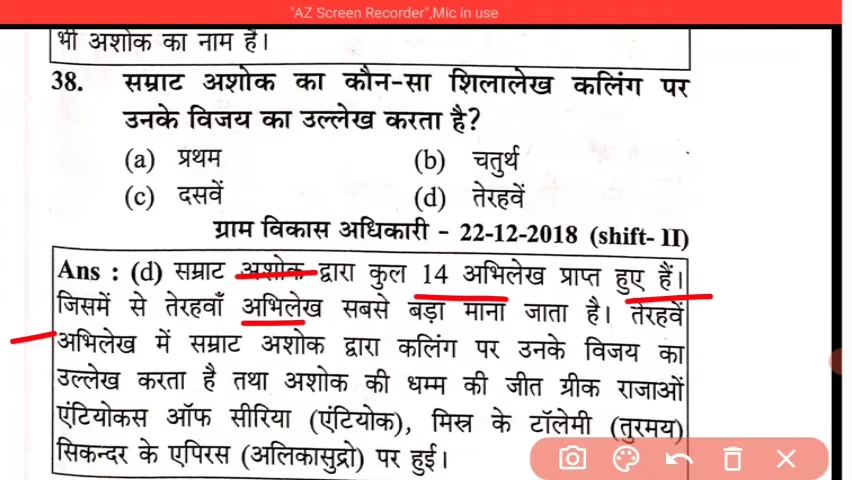 "AZ Screen Recorder",Mic in use
भी अशोक का नाम है।
38. सम्राट अशोक का कौन-सा शिलालेख कलिंग पर
उनके विजय का उल्लेख करता है?
(a) प्रथम (b) चतुर्थ
(c) दसवें (d) तेरहवें
ग्राम विकास अधिकारी - 22-12-2018 (shift- II)
Ans : (d) सम्राट अशोक द्वारा कुल 14 अभिलेख प्राप्त हुए हैं।
जिसमें से तेरहवाँ अभिलेख सबसे बड़ा माना जाता है। तेरहवें
अभिलेख में सम्राट अशोक द्वारा कलिंग पर उनके विजय का
उल्लेख करता है तथा अशोक की धम्म की जीत ग्रीक राजाओं
एंटियोकस ऑफ सीरिया (एंटियोक), मिस्र के टॉलेमी (तुरमय)
सिकन्दर के एपिरस (अलिकासुद्रो) पर हुई।